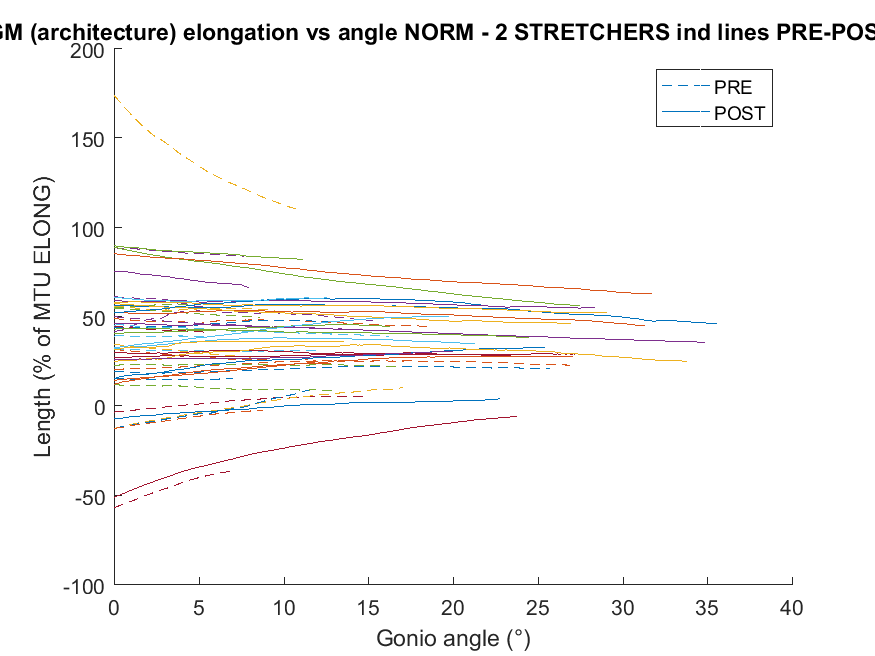 GM (architecture) elongation vs angle NORM - 2 STRETCHERS ind lines PRE-POS
200
150
100
50
0
-50
-100
0 5 10 15 20 25 30 35 40
Length (% of MTU ELONG)
Gonio angle (°)
PRE
POST